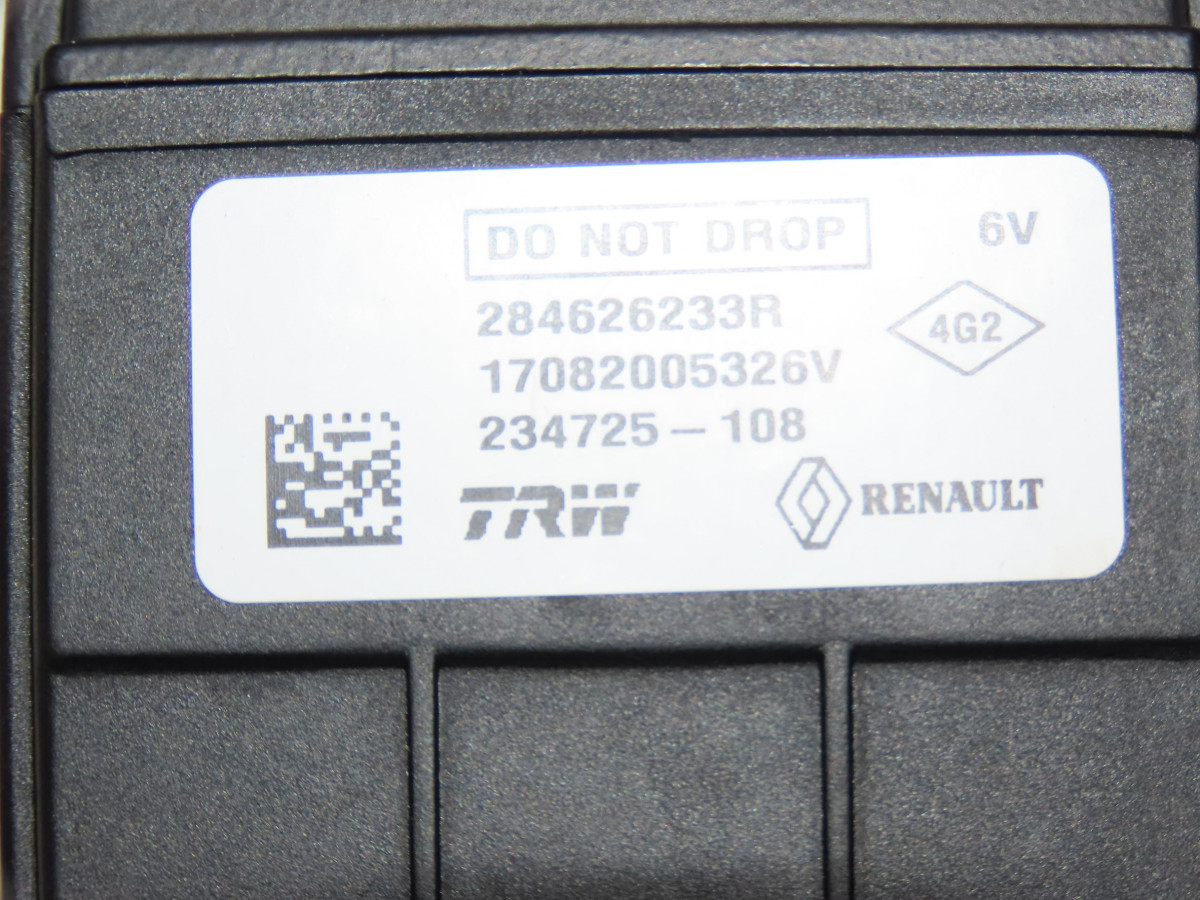 DO NOT DROP
6V
284626233R
4G2
17082005326V
234725-108
TRW
RENAULT